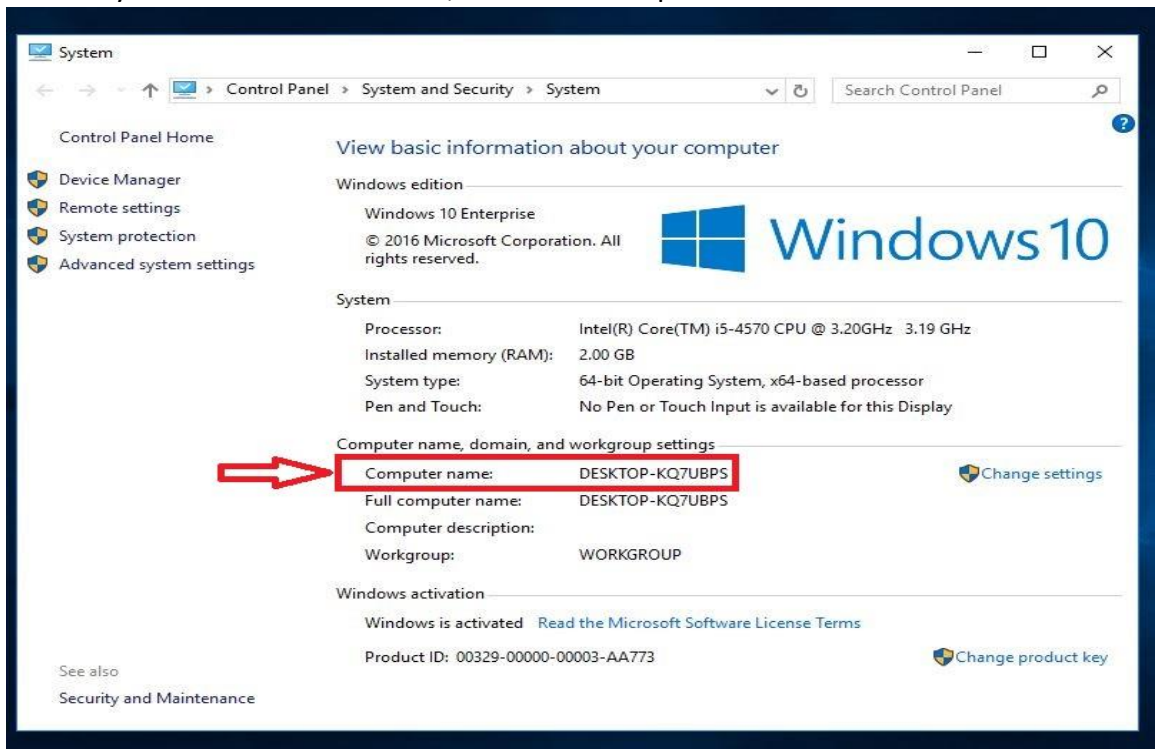 System
Control Panel > System and Security > System
Search Control Panel
Control Panel Home
Device Manager
Remote settings
System protection
Advanced system settings
See also
Security and Maintenance
?
View basic information about your computer
Windows edition
Windows 10 Enterprise
© 2016 Microsoft Corporation. All
rights reserved.
Windows 10
System
Processor: Intel(R) Core(TM) i5-4570 CPU @ 3.20GHz 3.19 GHz
Installed memory (RAM): 2.00 GB
System type: 64-bit Operating System, x64-based processor
Pen and Touch: No Pen or Touch Input is available for this Display
Computer name, domain, and workgroup settings
Computer name: DESKTOP-KQ7UBPS
Change settings
Full computer name: DESKTOP-KQ7UBPS
Computer description:
Workgroup: WORKGROUP
Windows activation
Windows is activated Read the Microsoft Software License Terms
Product ID: 00329-00000-00003-AA773
Change product key